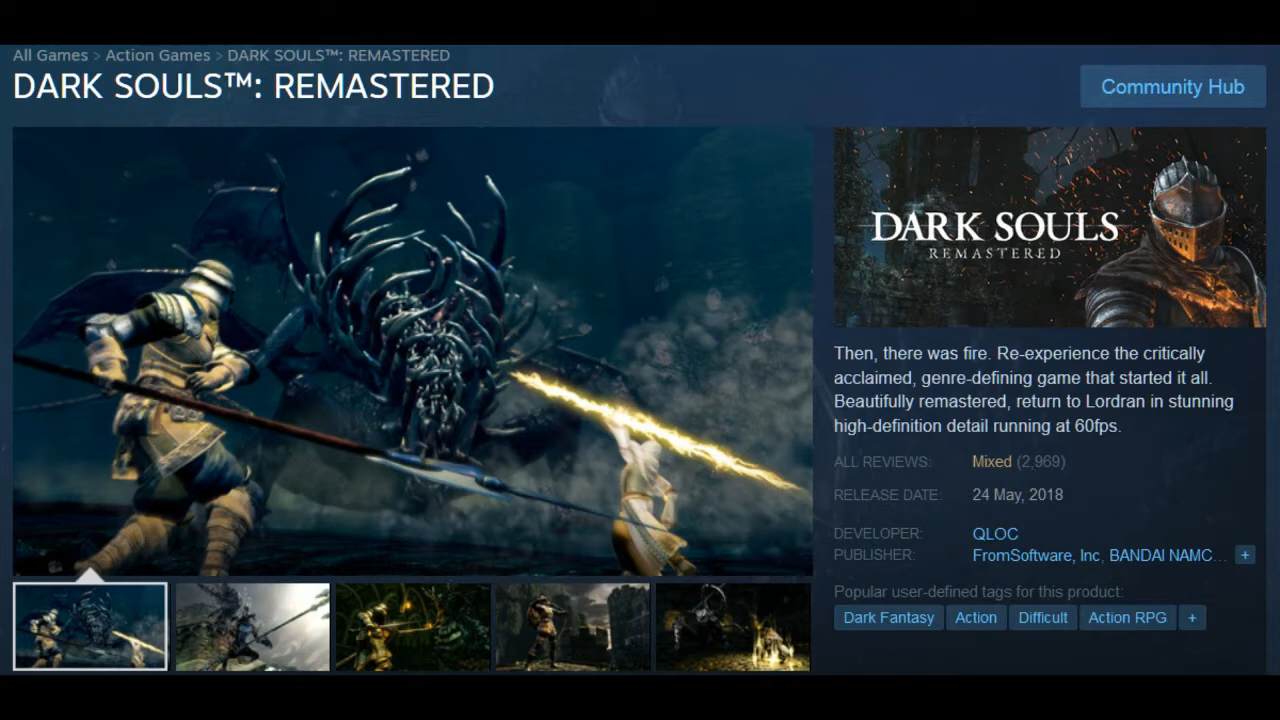 All Games > Action Games > DARK SOULS™: REMASTERED
DARK SOULS™: REMASTERED
Community Hub
DARK SOULS
REMASTERED
Then, there was fire. Re-experience the critically
acclaimed, genre-defining game that started it all.
Beautifully remastered, return to Lordran in stunning
high-definition detail running at 60fps.
ALL REVIEWS: Mixed (2,969)
RELEASE DATE: 24 May, 2018
DEVELOPER: QLOC
PUBLISHER: FromSoftware, Inc, BANDAI NAMC... +
Popular user-defined tags for this product:
Dark Fantasy Action Difficult Action RPG +